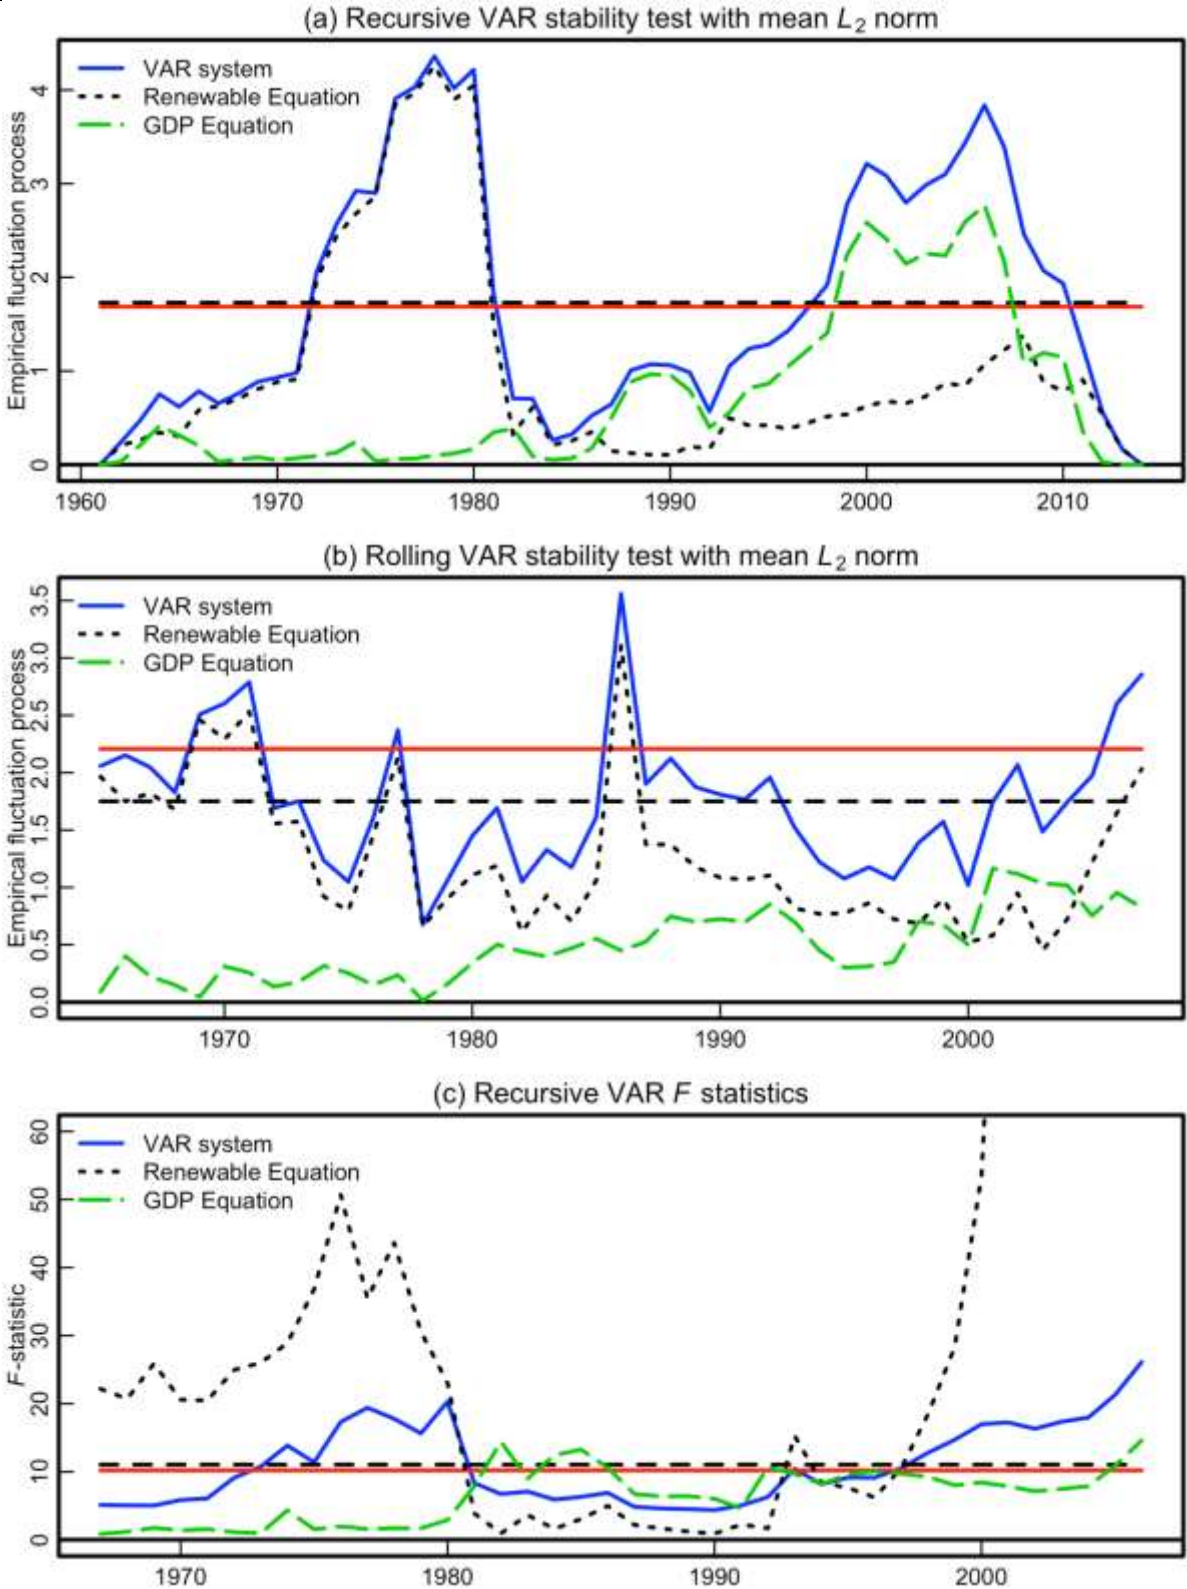 (a) Recursive VAR stability test with mean L2 norm
VAR system
Renewable Equation
GDP Equation
Empirical fluctuation process
4
3
2
1
0
1960 1970 1980 1990 2000 2010
(b) Rolling VAR stability test with mean L2 norm
VAR system
Renewable Equation
GDP Equation
Empirical fluctuation process
3.5
3.0
2.5
2.0
1.5
1.0
0.5
0.0
1970 1980 1990 2000
(c) Recursive VAR F statistics
VAR system
Renewable Equation
GDP Equation
F-statistic
60
50
40
30
20
10
0
1970 1980 1990 2000